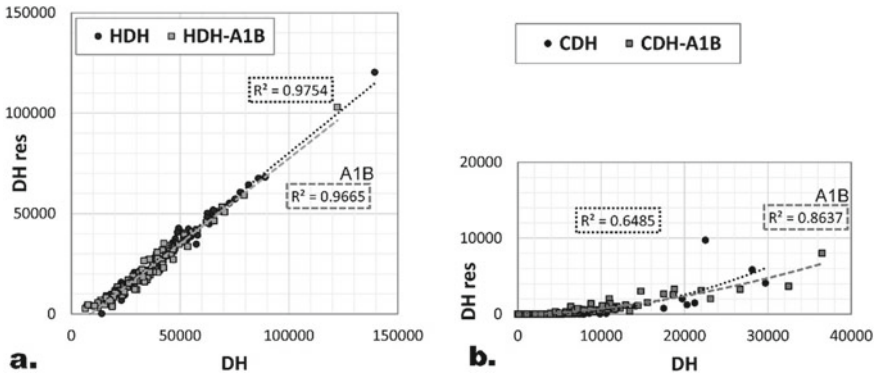 HDH HDH-A1B
150000
100000
50000
0
DH res
R² = 0.9754
A1B
R² = 0.9665
0 50000 100000 150000
DH
a.
CDH CDH-A1B
20000
10000
0
DH res
R² = 0.6485
A1B
R² = 0.8637
0 10000 20000 30000 40000
DH
b.